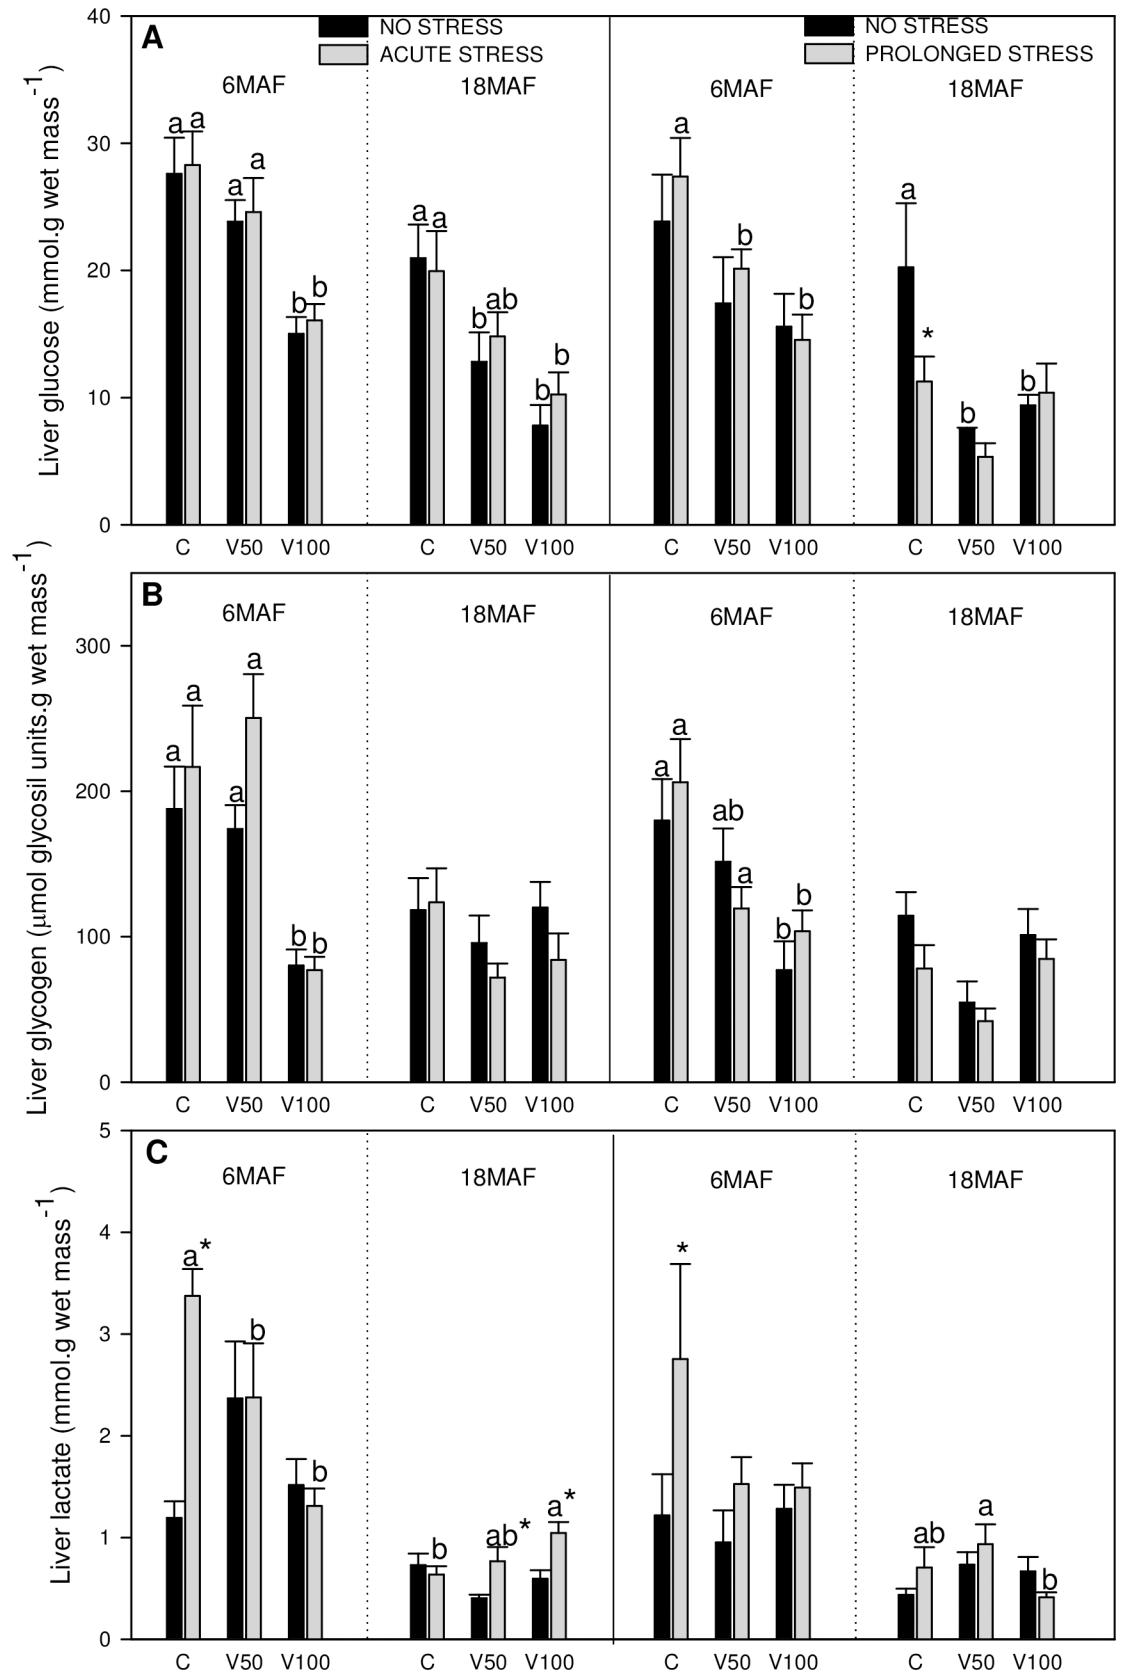 A
NO STRESS
ACUTE STRESS
NO STRESS
PROLONGED STRESS
6MAF 18MAF 6MAF 18MAF
Liver glucose (mmol.g wet mass-1)
40
30
20
10
0
a a a a b b a a b ab b b a b b a * b b
C V50 V100 C V50 V100 C V50 V100 C V50 V100
B
6MAF 18MAF 6MAF 18MAF
Liver glycogen (µmol glycosil units.g wet mass-1)
300
200
100
0
a a a a b b a a ab a b b
C V50 V100 C V50 V100 C V50 V100 C V50 V100
C
6MAF 18MAF 6MAF 18MAF
Liver lactate (mmol.g wet mass-1)
5
4
3
2
1
0
a* b b b ab* a* * ab a b
C V50 V100 C V50 V100 C V50 V100 C V50 V100